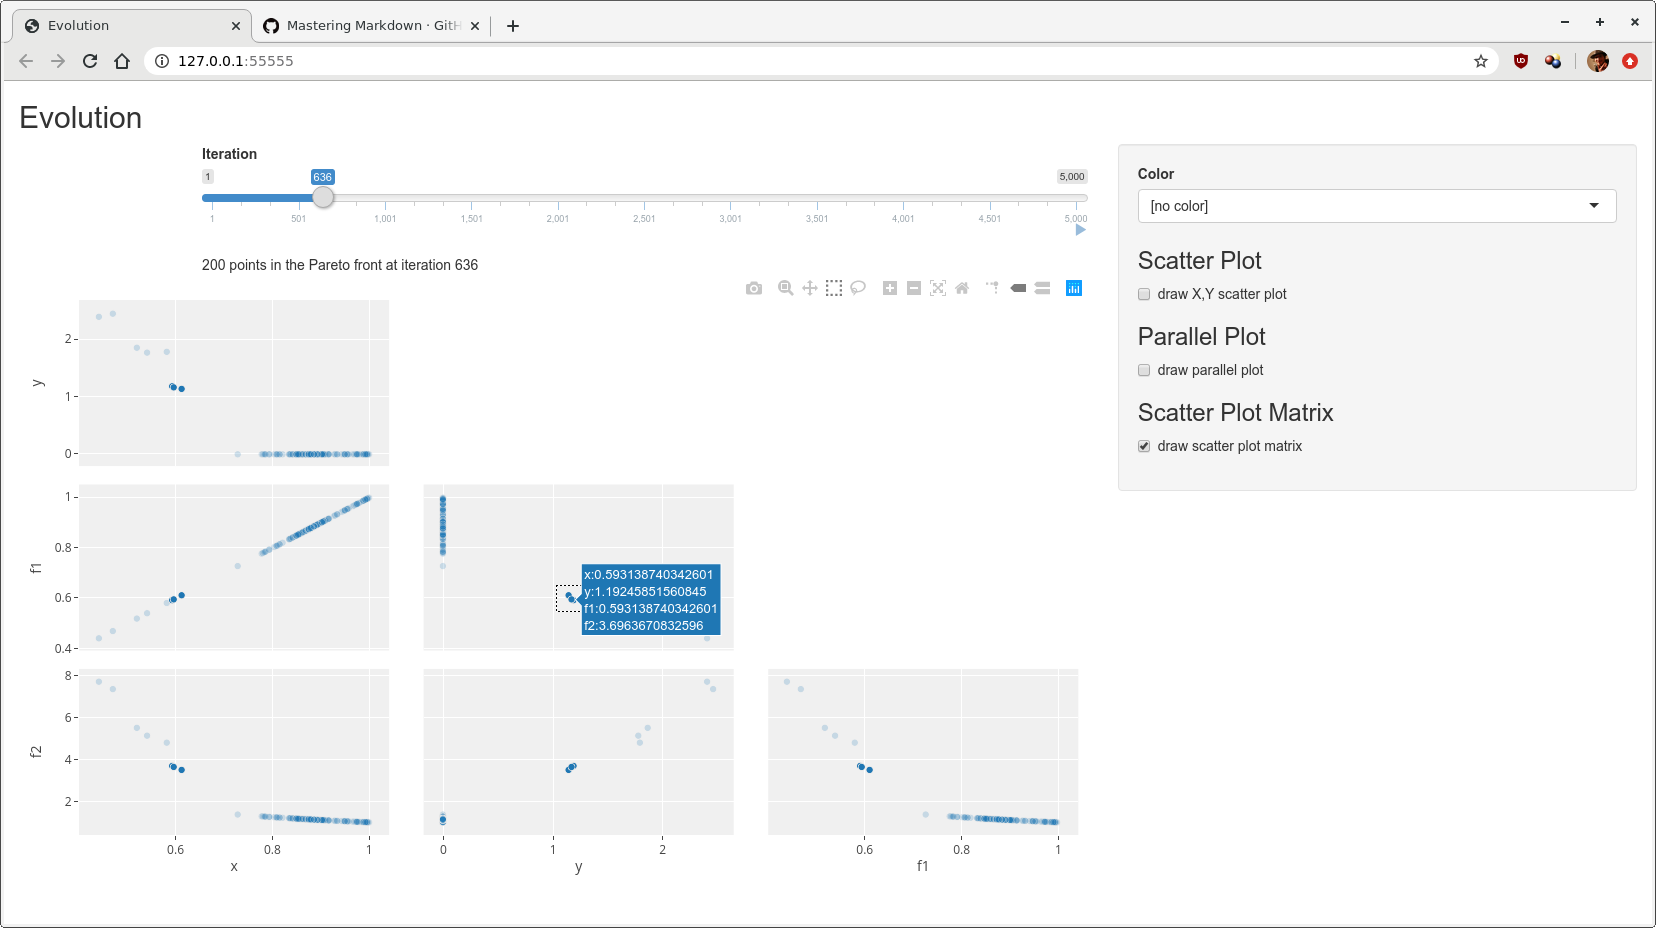 Evolution
Mastering Markdown · GitH
127.0.0.1:55555
Evolution
Iteration
1
636
5,000
1
501
1,001
1,501
2,001
2,501
3,001
3,501
4,001
4,501
5,000
200 points in the Pareto front at iteration 636
Color
[no color]
Scatter Plot
draw X,Y scatter plot
Parallel Plot
draw parallel plot
Scatter Plot Matrix
draw scatter plot matrix
2
1
0
y
1
0.8
0.6
0.4
f1
x:0.593138740342601
y:1.19245851560845
f1:0.593138740342601
f2:3.6963670832596
8
6
4
2
f2
0.6 0.8 1
x
0 1 2
y
0.6 0.8 1
f1